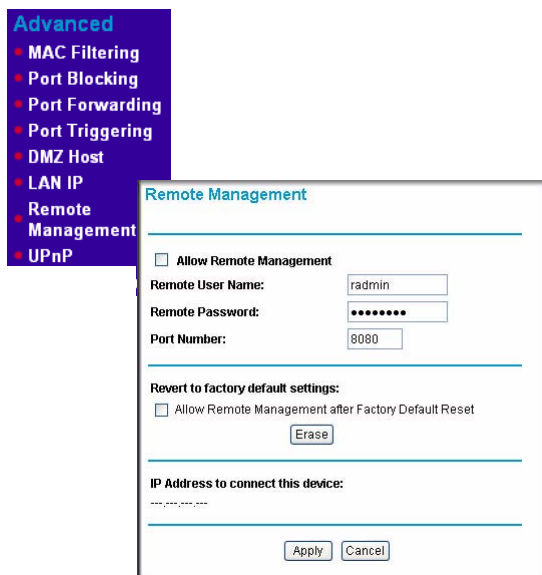 Advanced
MAC Filtering
Port Blocking
Port Forwarding
Port Triggering
DMZ Host
LAN IP
Remote
Management
UPnP
Remote Management
Allow Remote Management
Remote User Name: radmin
Remote Password: ••••••••
Port Number: 8080
Revert to factory default settings:
Allow Remote Management after Factory Default Reset
Erase
IP Address to connect this device:
---.---.---.---
Apply Cancel